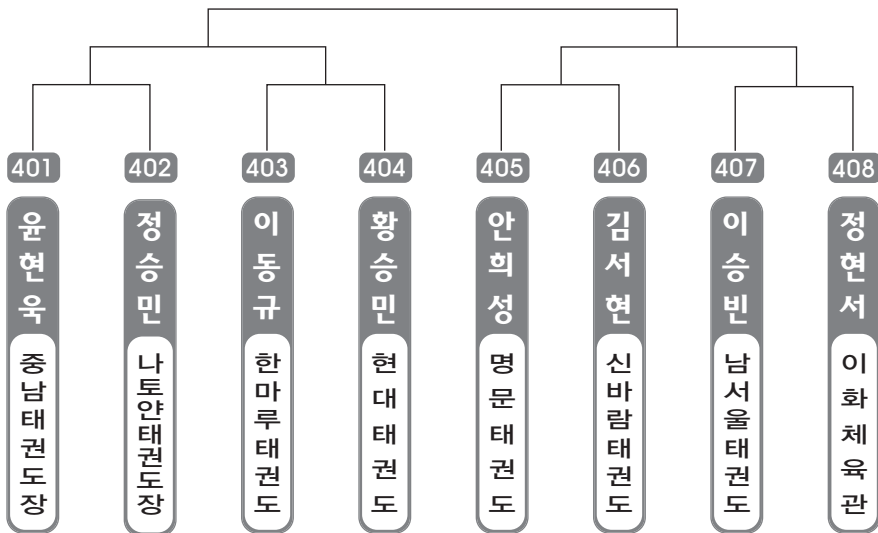 401 402 403 404 405 406 407 408
윤현욱 정승민 이동규 황승민 안희성 김서현 이승빈 정현서
중남태권도장 나토얀태권도장 한마루태권도 현대태권도 명문태권도 신바람태권도 남서울태권도 이화체육관